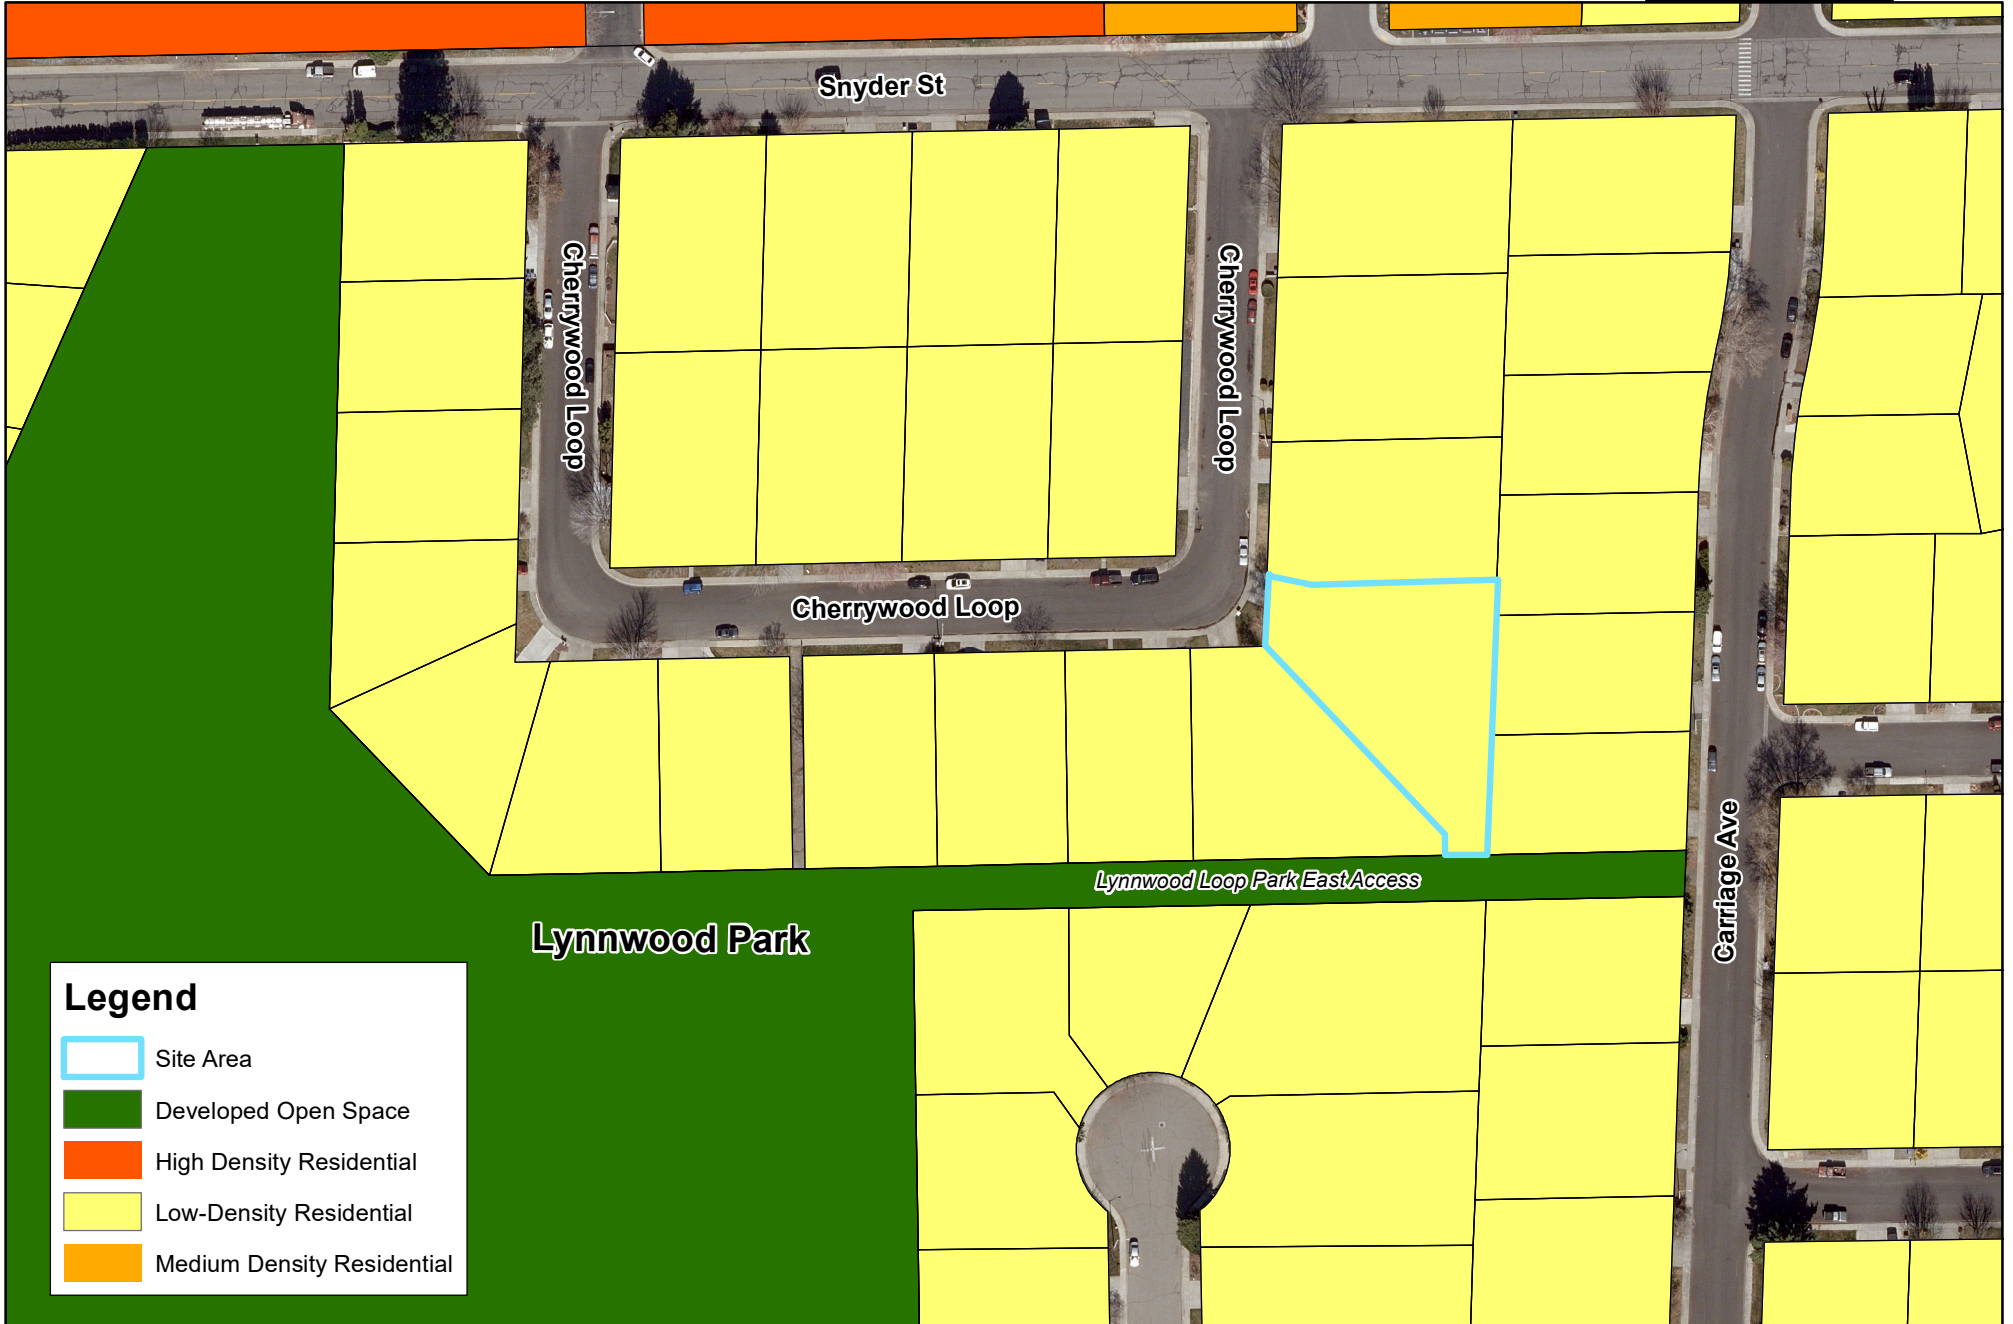 Snyder St
Cherrywood Loop
Cherrywood Loop
Cherrywood Loop
Carriage Ave
Lynnwood Loop Park East Access
Lynnwood Park
Legend
Site Area
Developed Open Space
High Density Residential
Low-Density Residential
Medium Density Residential